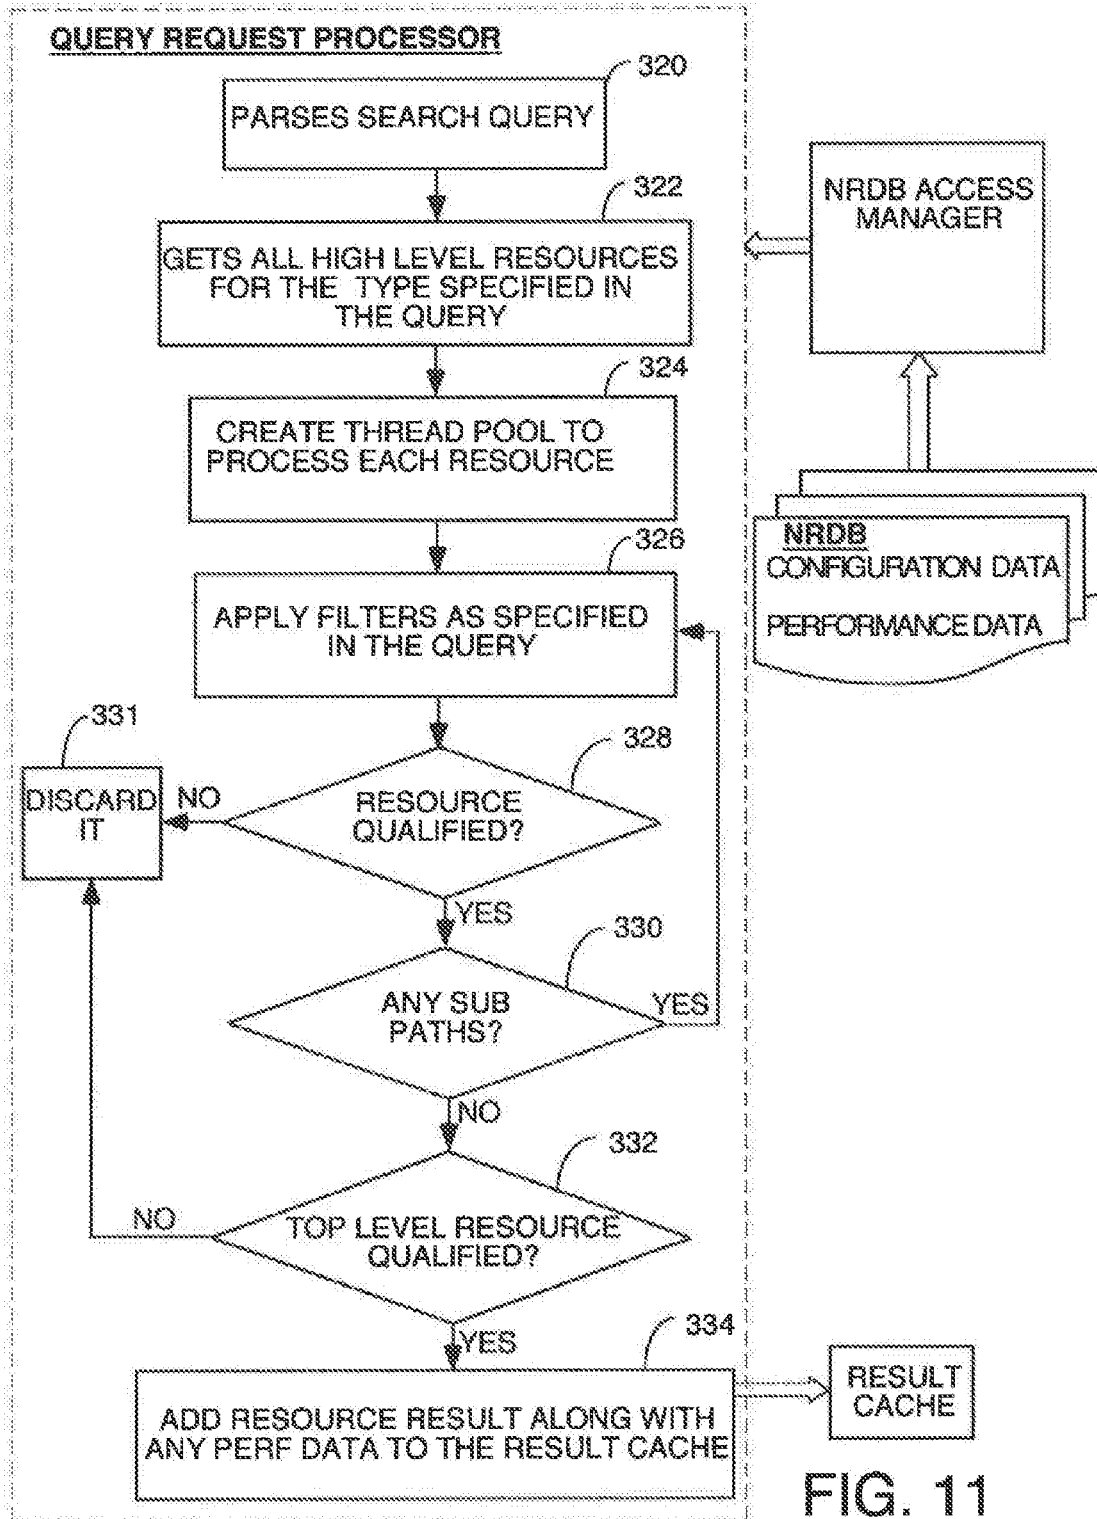 QUERY REQUEST PROCESSOR
320
PARSES SEARCH QUERY
322
GETS ALL HIGH LEVEL RESOURCES
FOR THE TYPE SPECIFIED IN
THE QUERY
NRDB ACCESS
MANAGER
324
CREATE THREAD POOL TO
PROCESS EACH RESOURCE
326
APPLY FILTERS AS SPECIFIED
IN THE QUERY
NRDB
CONFIGURATION DATA
PERFORMANCE DATA
331
DISCARD
IT
NO
328
RESOURCE
QUALIFIED?
YES
330
ANY SUB
PATHS?
YES
NO
332
TOP LEVEL RESOURCE
QUALIFIED?
NO
YES
334
ADD RESOURCE RESULT ALONG WITH
ANY PERF DATA TO THE RESULT CACHE
RESULT
CACHE
FIG. 11